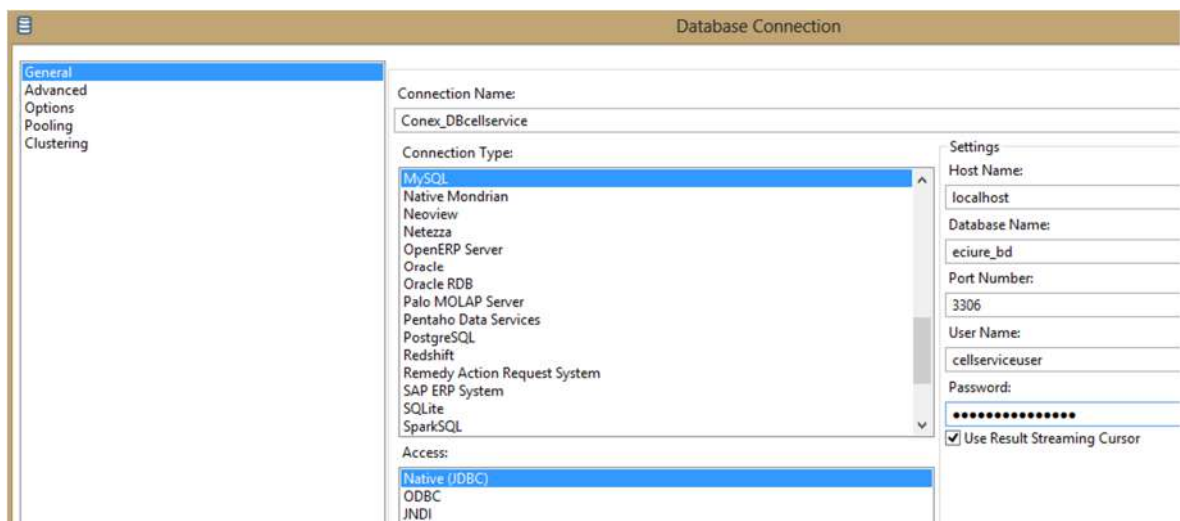 Database Connection
General
Advanced
Options
Pooling
Clustering
Connection Name:
Conex_DBcellservice
Connection Type:
MySQL
Native Mondrian
Neoview
Netezza
OpenERP Server
Oracle
Oracle RDB
Palo MOLAP Server
Pentaho Data Services
PostgreSQL
Redshift
Remedy Action Request System
SAP ERP System
SQLite
SparkSQL
Access:
Native (JDBC)
ODBC
JNDI
Settings
Host Name:
localhost
Database Name:
eciure_bd
Port Number:
3306
User Name:
cellserviceuser
Password:
●●●●●●●●●●●●●●●
Use Result Streaming Cursor